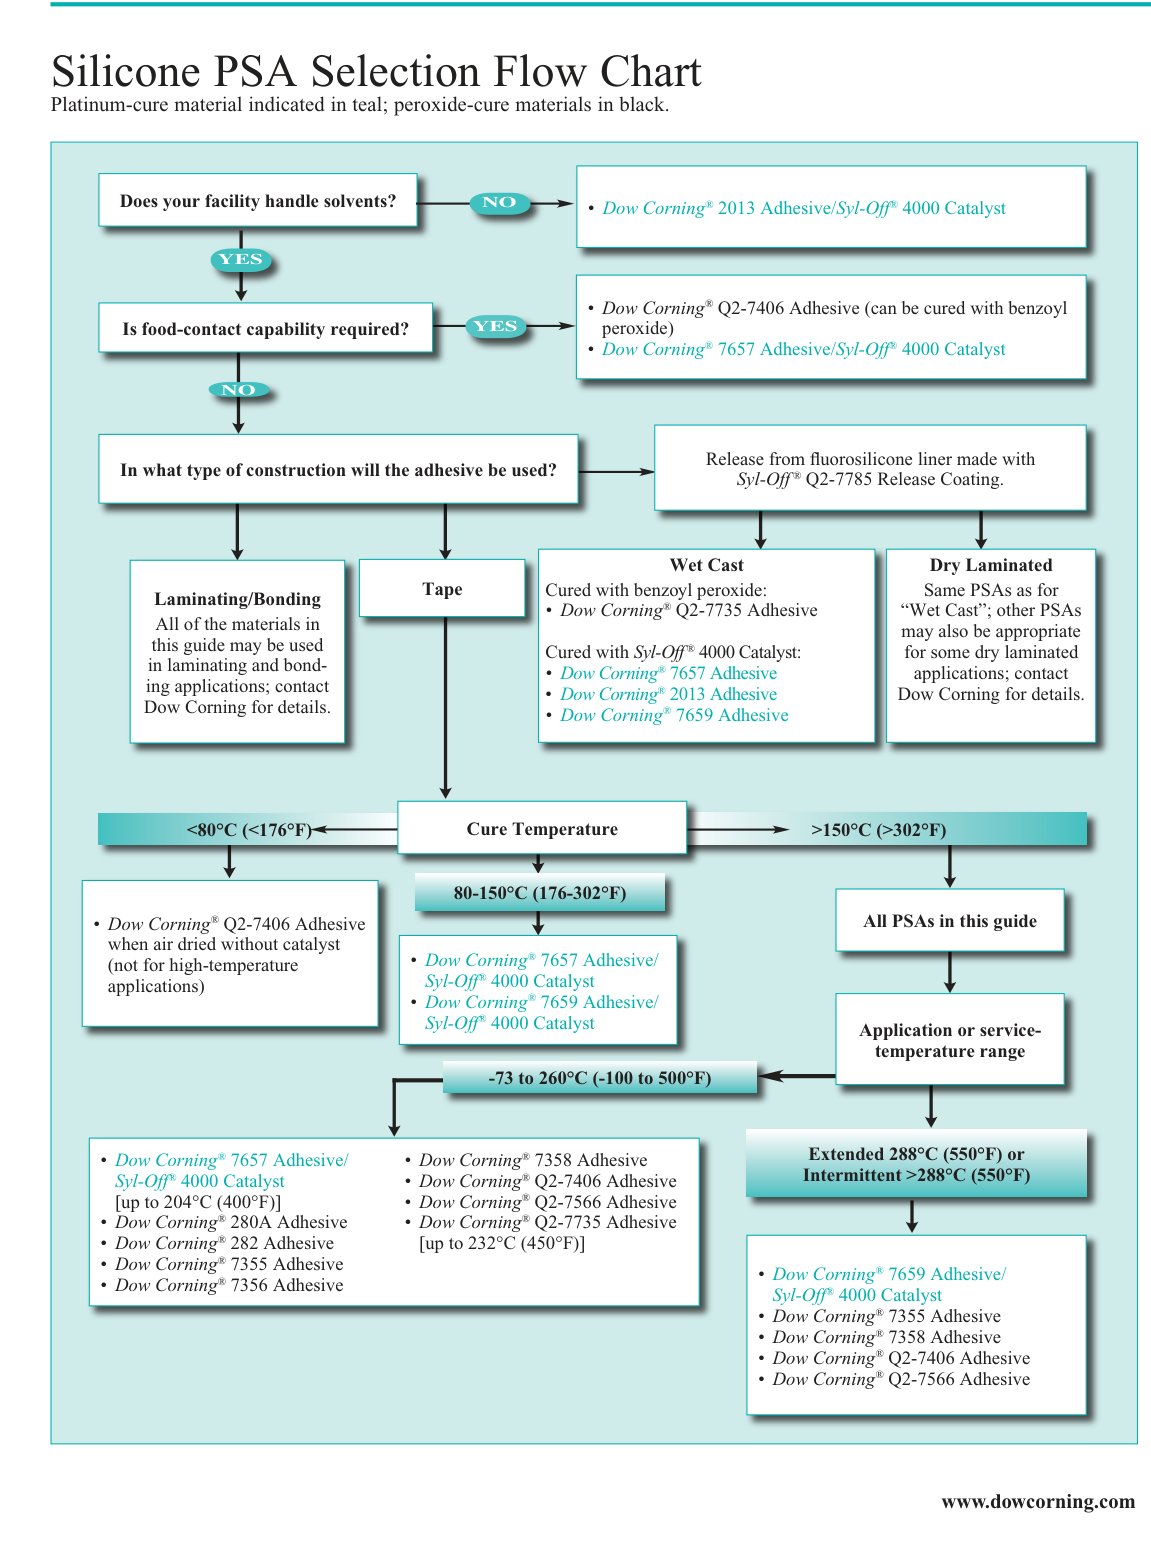 Silicone PSA Selection Flow Chart
Platinum-cure material indicated in teal; peroxide-cure materials in black.
Does your facility handle solvents?
NO
• Dow Corning® 2013 Adhesive/Syl-Off® 4000 Catalyst
YES
Is food-contact capability required?
YES
• Dow Corning® Q2-7406 Adhesive (can be cured with benzoyl
peroxide)
• Dow Corning® 7657 Adhesive/Syl-Off® 4000 Catalyst
NO
In what type of construction will the adhesive be used?
Release from fluorosilicone liner made with
Syl-Off® Q2-7785 Release Coating.
Laminating/Bonding
All of the materials in
this guide may be used
in laminating and bond-
ing applications; contact
Dow Corning for details.
Tape
Wet Cast
Cured with benzoyl peroxide:
• Dow Corning® Q2-7735 Adhesive
Cured with Syl-Off® 4000 Catalyst:
• Dow Corning® 7657 Adhesive
• Dow Corning® 2013 Adhesive
• Dow Corning® 7659 Adhesive
Dry Laminated
Same PSAs as for
“Wet Cast”; other PSAs
may also be appropriate
for some dry laminated
applications; contact
Dow Corning for details.
<80°C (<176°F)
Cure Temperature
>150°C (>302°F)
• Dow Corning® Q2-7406 Adhesive
when air dried without catalyst
(not for high-temperature
applications)
80-150°C (176-302°F)
• Dow Corning® 7657 Adhesive/
Syl-Off® 4000 Catalyst
• Dow Corning® 7659 Adhesive/
Syl-Off® 4000 Catalyst
All PSAs in this guide
Application or service-
temperature range
-73 to 260°C (-100 to 500°F)
• Dow Corning® 7657 Adhesive/
Syl-Off® 4000 Catalyst
[up to 204°C (400°F)]
• Dow Corning® 280A Adhesive
• Dow Corning® 282 Adhesive
• Dow Corning® 7355 Adhesive
• Dow Corning® 7356 Adhesive
• Dow Corning® 7358 Adhesive
• Dow Corning® Q2-7406 Adhesive
• Dow Corning® Q2-7566 Adhesive
• Dow Corning® Q2-7735 Adhesive
[up to 232°C (450°F)]
Extended 288°C (550°F) or
Intermittent >288°C (550°F)
• Dow Corning® 7659 Adhesive/
Syl-Off® 4000 Catalyst
• Dow Corning® 7355 Adhesive
• Dow Corning® 7358 Adhesive
• Dow Corning® Q2-7406 Adhesive
• Dow Corning® Q2-7566 Adhesive
www.dowcorning.com